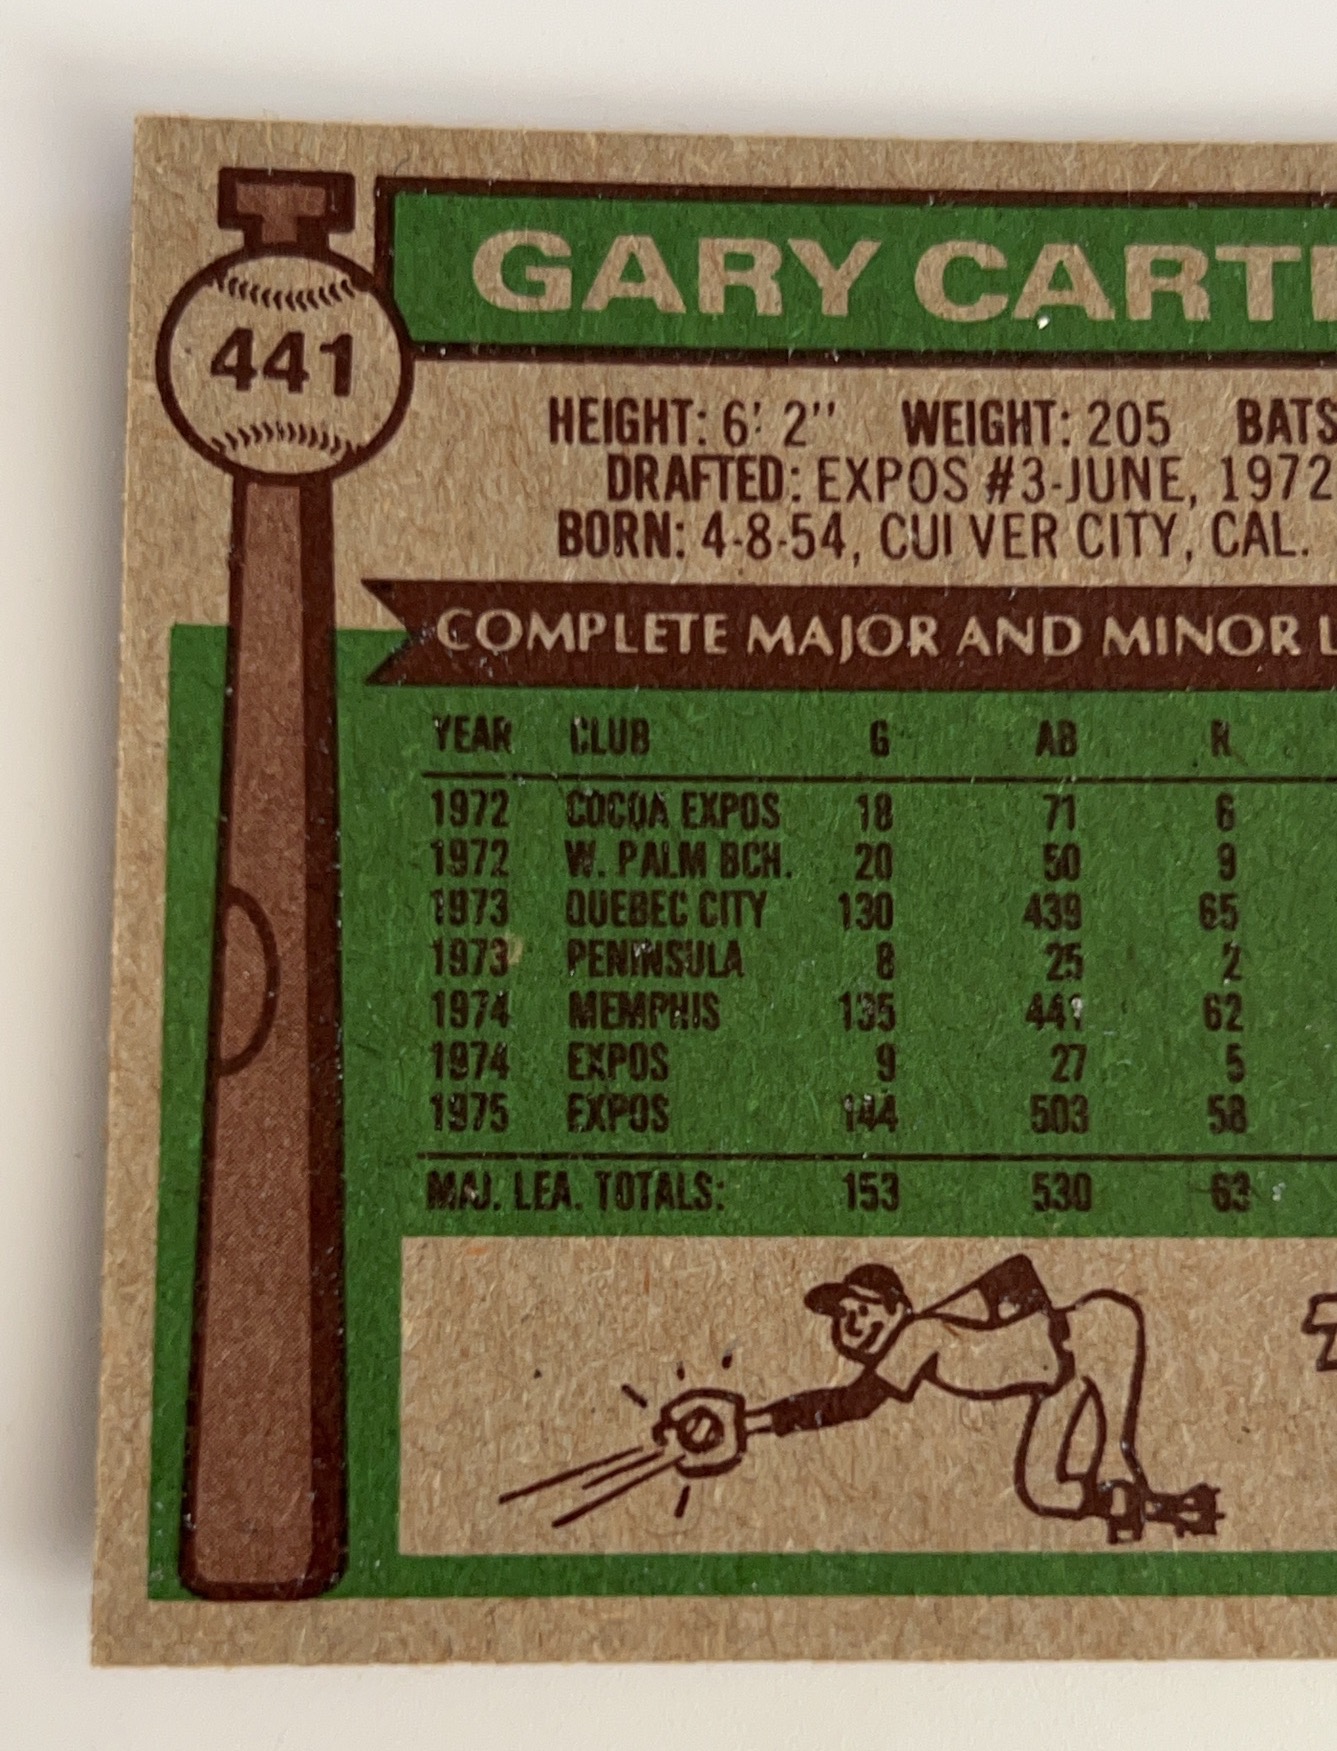 441
GARY CART
HEIGHT: 6' 2" WEIGHT: 205 BATS
DRAFTED: EXPOS #3-JUNE, 1972
BORN: 4-8-54, CULVER CITY, CAL.
COMPLETE MAJOR AND MINOR L
YEAR CLUB G AB R
1972 COCOA EXPOS 18 71 6
1972 W. PALM BCH. 20 50 9
1973 QUEBEC CITY 130 439 65
1973 PENINSULA 8 25 2
1974 MEMPHIS 135 441 62
1974 EXPOS 9 27 5
1975 EXPOS 144 503 58
MAJ. LEA. TOTALS: 153 530 63